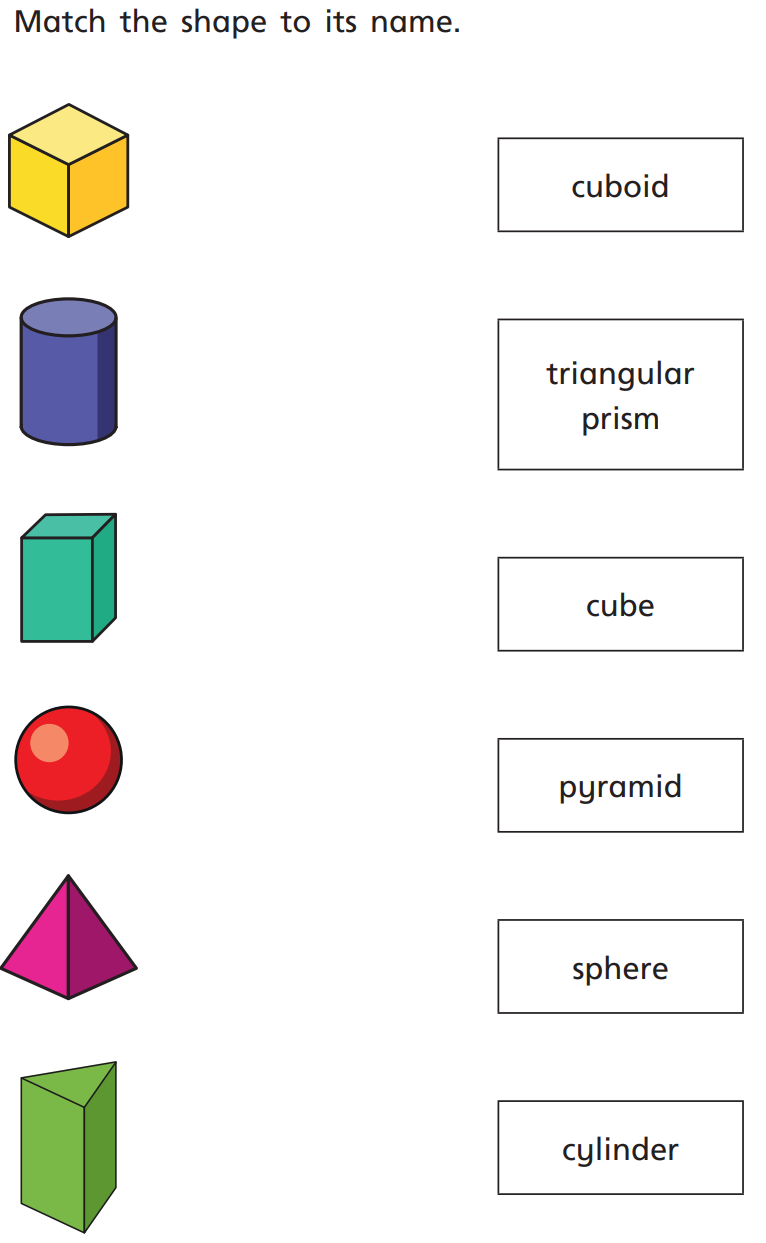 Match the shape to its name.
cuboid
triangular
prism
cube
pyramid
sphere
cylinder